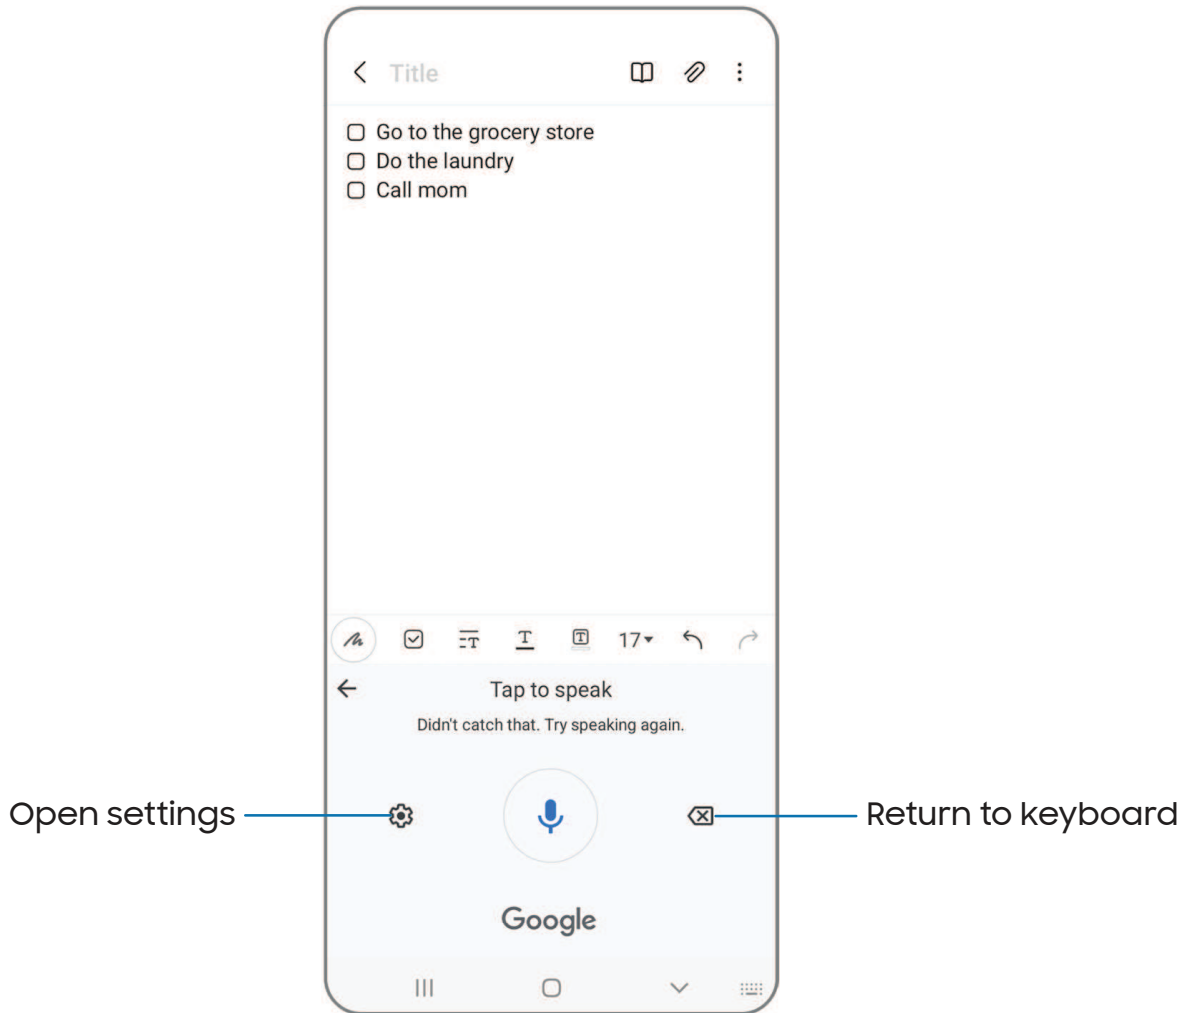 Title
Go to the grocery store
Do the laundry
Call mom
17
Tap to speak
Didn't catch that. Try speaking again.
Open settings
Return to keyboard
Google